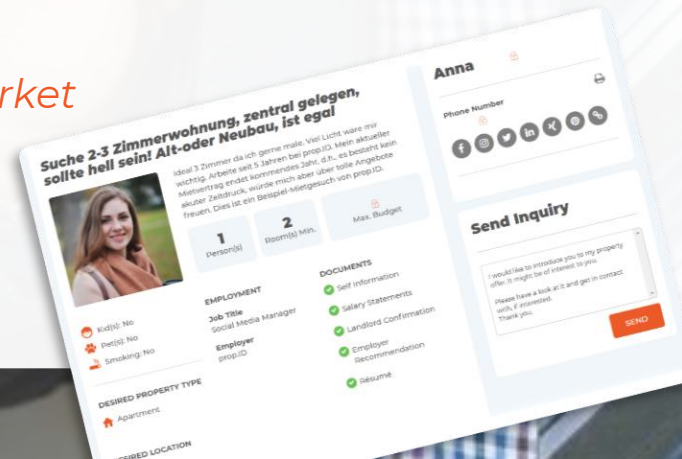 rket
Suche 2-3 Zimmerwohnung, zentral gelegen,
sollte hell sein! Alt-oder Neubau, ist egal
Ideal 3 Zimmer da ich gerne male. Viel Licht wäre mir
wichtig. Arbeite seit 5 Jahren bei prop.ID. Mein aktueller
Mietvertrag endet kommendes Jahr, d.h., es besteht kein
akuter Zeitdruck, würde mich aber über tolle Angebote
freuen. Dies ist ein Beispiel-Mietgesuch von prop.ID.
1
Person(s)
2
Room(s) Min.
Max. Budget
Kid(s): No
Pet(s): No
Smoking: No
DESIRED PROPERTY TYPE
Apartment
DESIRED LOCATION
EMPLOYMENT
Job Title
Social Media Manager
Employer
prop.ID
DOCUMENTS
Self Information
Salary Statements
Landlord Confirmation
Employer
Recommendation
Résumé
Anna
Phone Number
Send Inquiry
I would like to introduce you to my property
offer. It might be of interest to you.
Please have a look at it and get in contact
with, if interested.
Thank you.
SEND